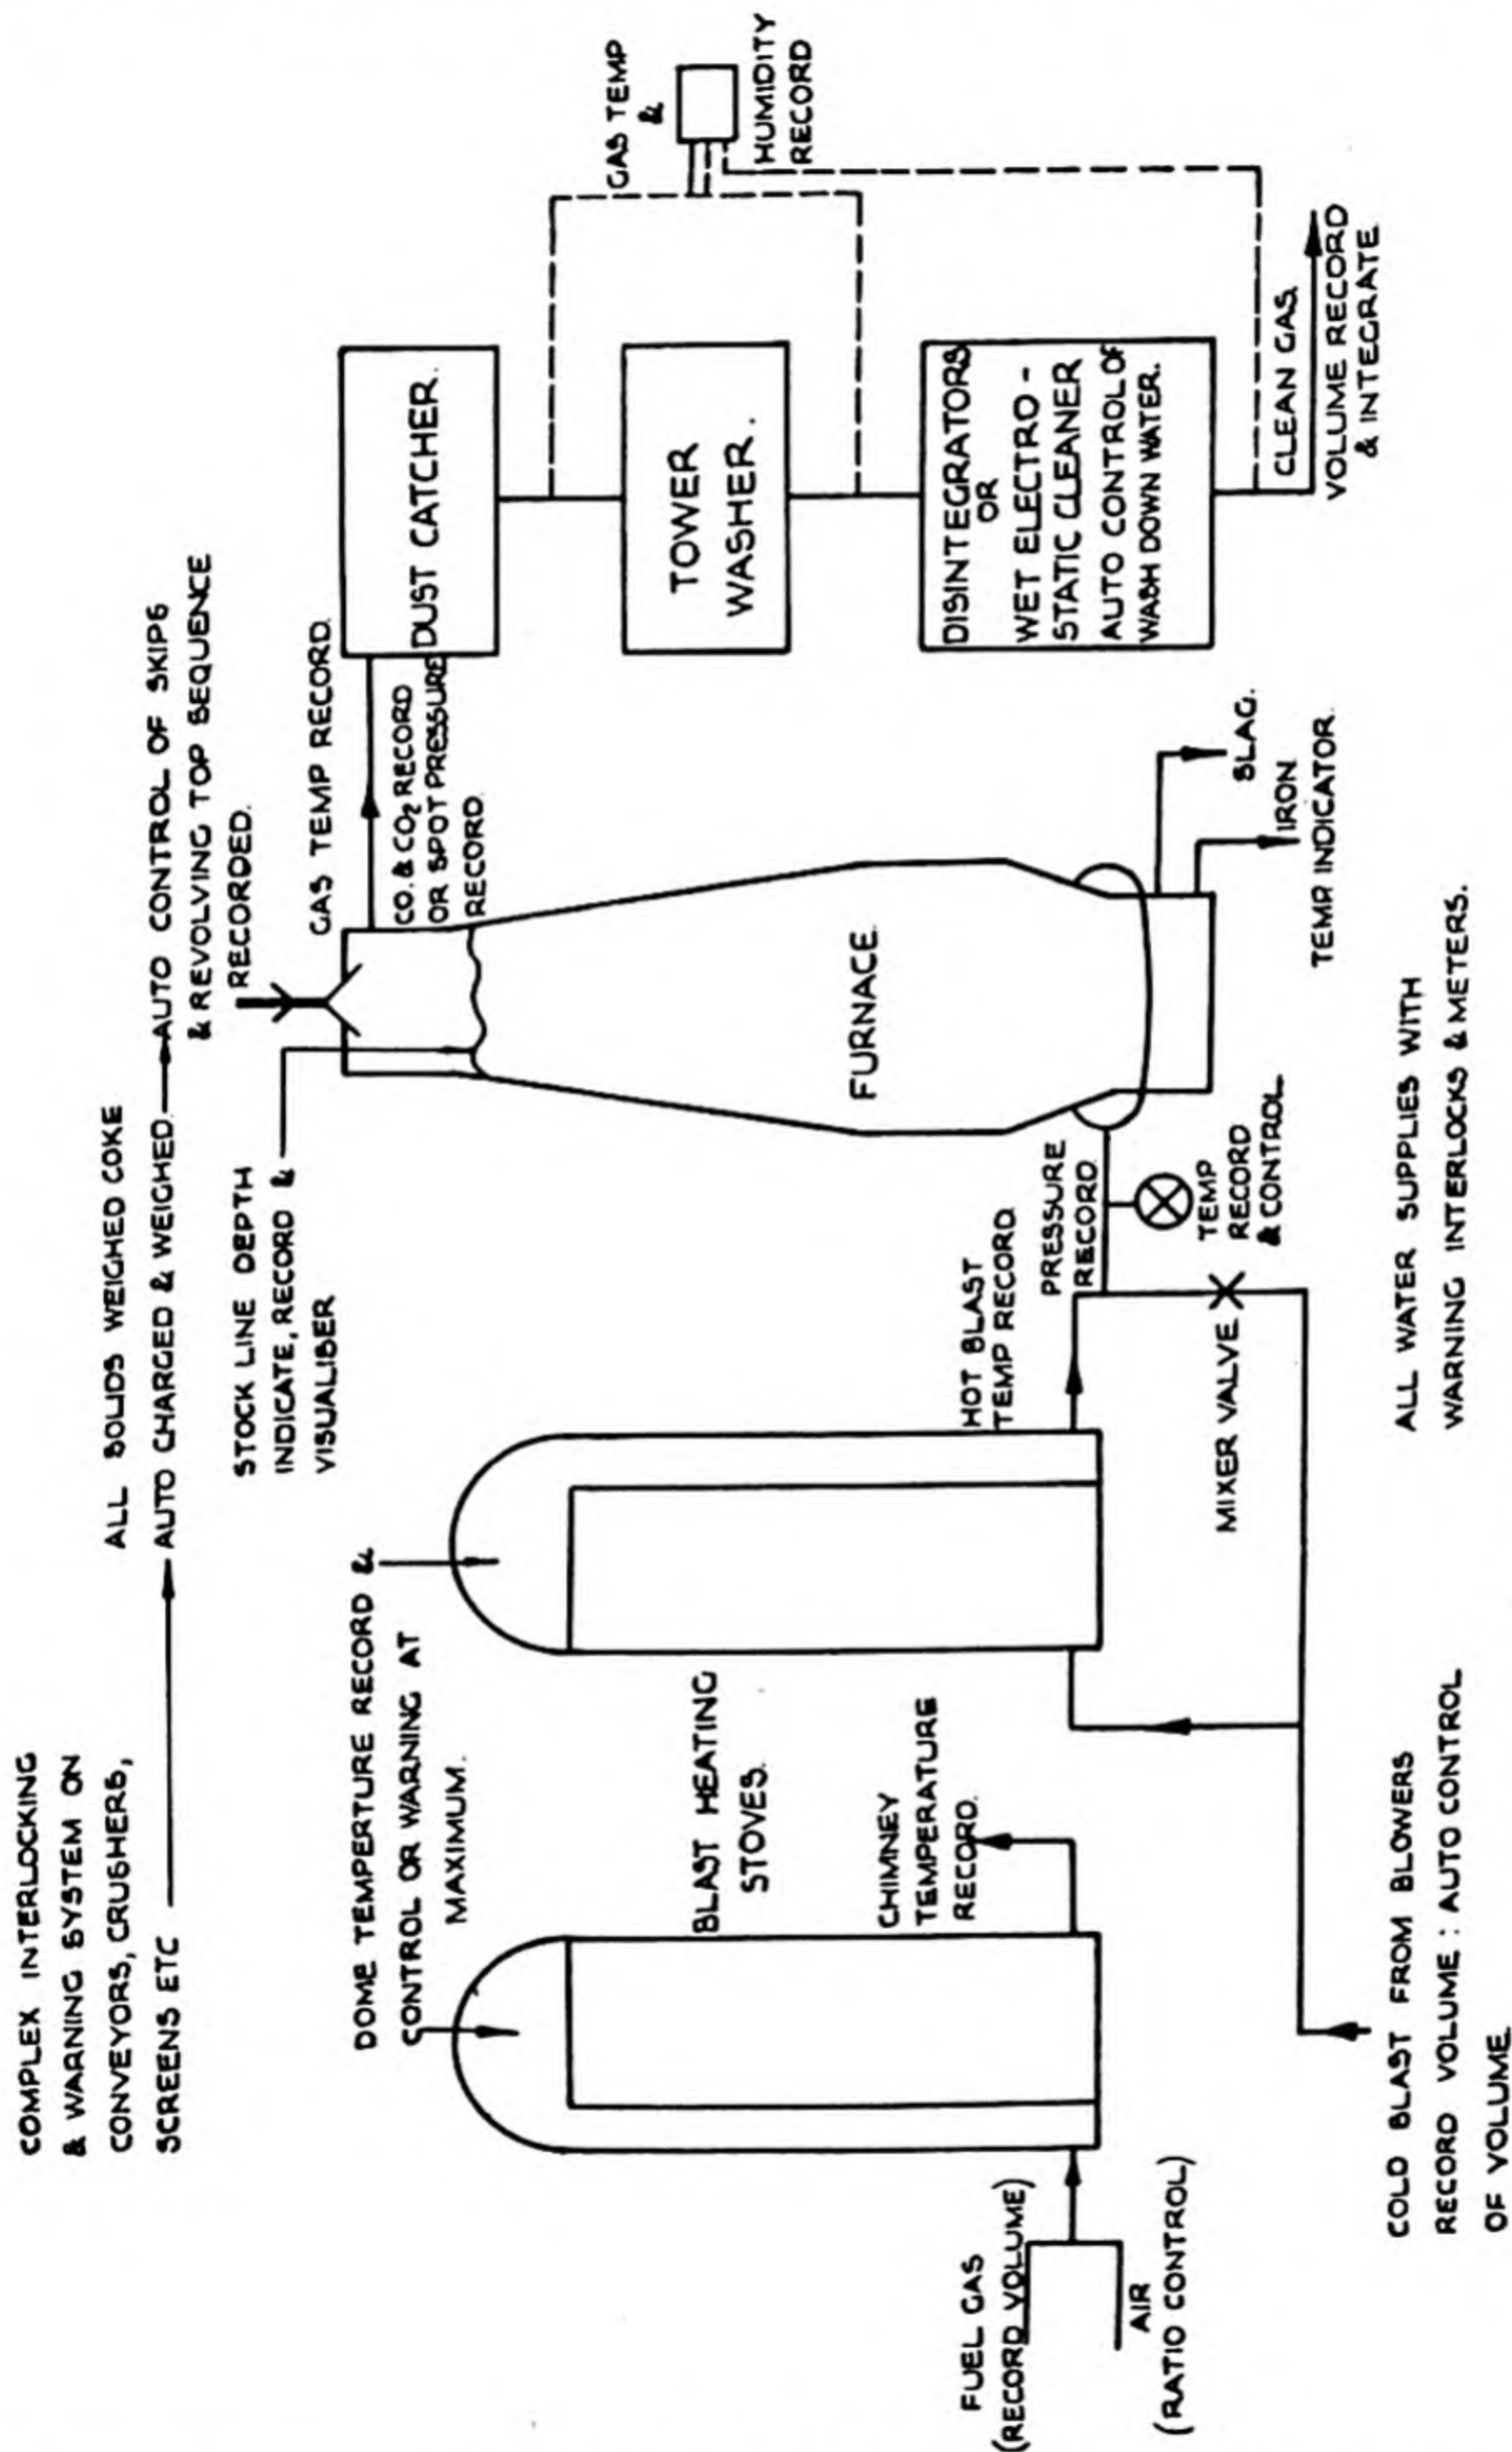 COMPLEX INTERLOCKING
& WARNING SYSTEM ON
CONVEYORS, CRUSHERS,
SCREENS ETC
ALL SOLIDS WEIGHED COKE
AUTO CHARGED & WEIGHED
AUTO CONTROL OF SKIPS
& REVOLVING TOP SEQUENCE
RECORDED.
STOCK LINE DEPTH
INDICATE, RECORD &
VISUALISER
DOME TEMPERTURE RECORD &
CONTROL OR WARNING AT
MAXIMUM.
GAS TEMP RECORD.
CO. & CO₂ RECORD
OR SPOT PRESSURE
RECORD.
DUST CATCHER.
GAS TEMP
&
HUMIDITY
RECORD
TOWER
WASHER.
DISINTEGRATORS
OR
WET ELECTRO-
STATIC CLEANER
AUTO CONTROL OF
WASH DOWN WATER.
CLEAN GAS.
VOLUME RECORD
& INTEGRATE
BLAST HEATING
STOVES.
CHIMNEY
TEMPERATURE
RECORD.
FURNACE.
HOT BLAST
TEMP RECORD.
PRESSURE
RECORD
TEMP
RECORD
& CONTROL.
MIXER VALVE
SLAG.
IRON
TEMP INDICATOR.
FUEL GAS
(RECORD VOLUME)
AIR
(RATIO CONTROL)
COLD BLAST FROM BLOWERS
RECORD VOLUME : AUTO CONTROL
OF VOLUME.
ALL WATER SUPPLIES WITH
WARNING INTERLOCKS & METERS.